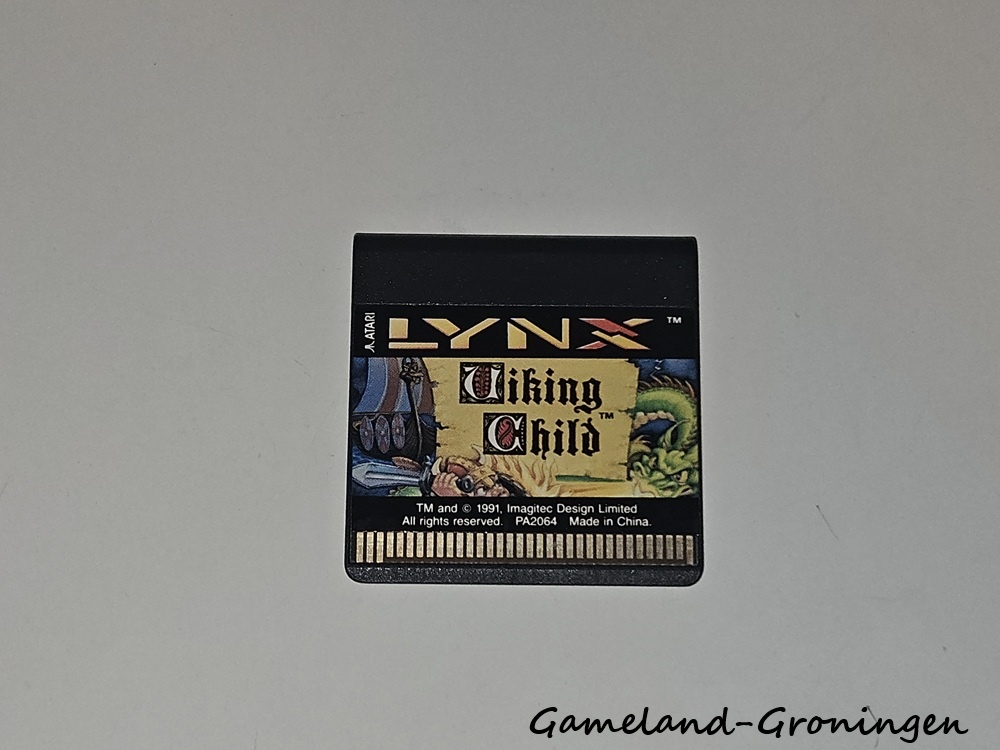 ATARI LYNX™
Viking
Child™
TM and © 1991, Imagitec Design Limited
All rights reserved. PA2064 Made in China.
Gameland-Groningen